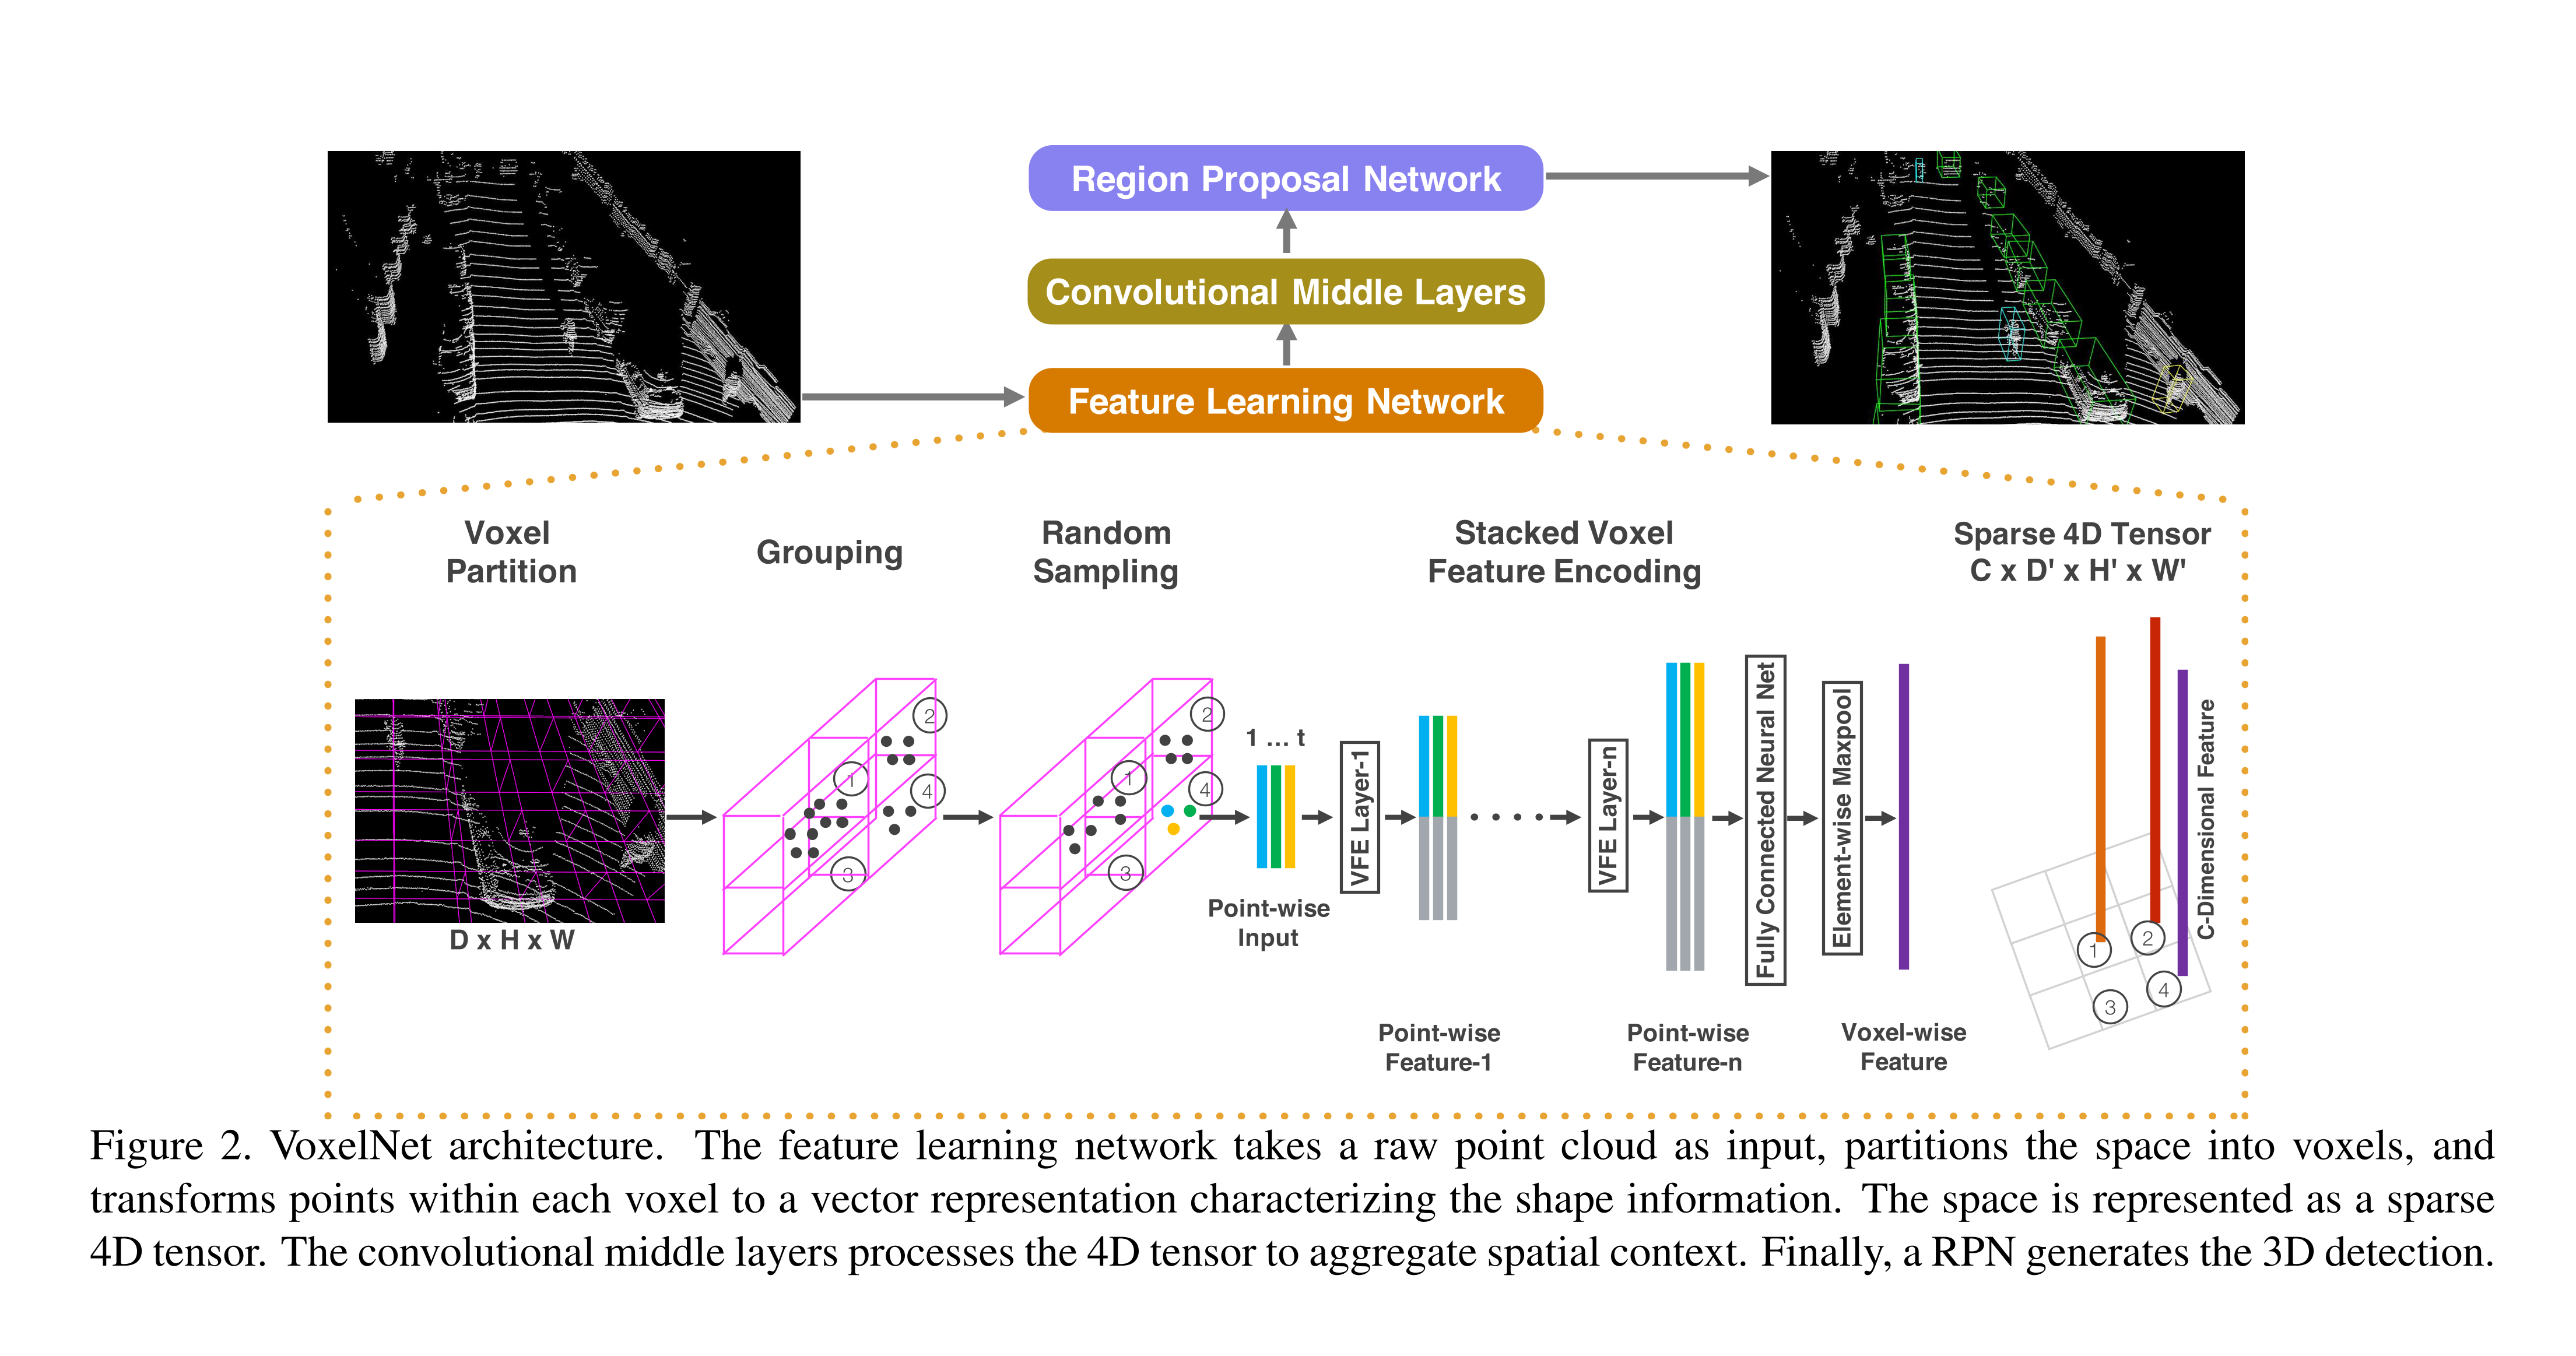 Region Proposal Network
Convolutional Middle Layers
Feature Learning Network
Voxel
Partition
Grouping
Random
Sampling
Stacked Voxel
Feature Encoding
Sparse 4D Tensor
C x D' x H' x W'
D x H x W
1
2
3
4
1
2
3
4
1 ... t
Point-wise
Input
VFE Layer-1
Point-wise
Feature-1
VFE Layer-n
Point-wise
Feature-n
Fully Connected Neural Net
Element-wise Maxpool
Voxel-wise
Feature
C-Dimensional Feature
1
2
3
4
Figure 2. VoxelNet architecture. The feature learning network takes a raw point cloud as input, partitions the space into voxels, and
transforms points within each voxel to a vector representation characterizing the shape information. The space is represented as a sparse
4D tensor. The convolutional middle layers processes the 4D tensor to aggregate spatial context. Finally, a RPN generates the 3D detection.